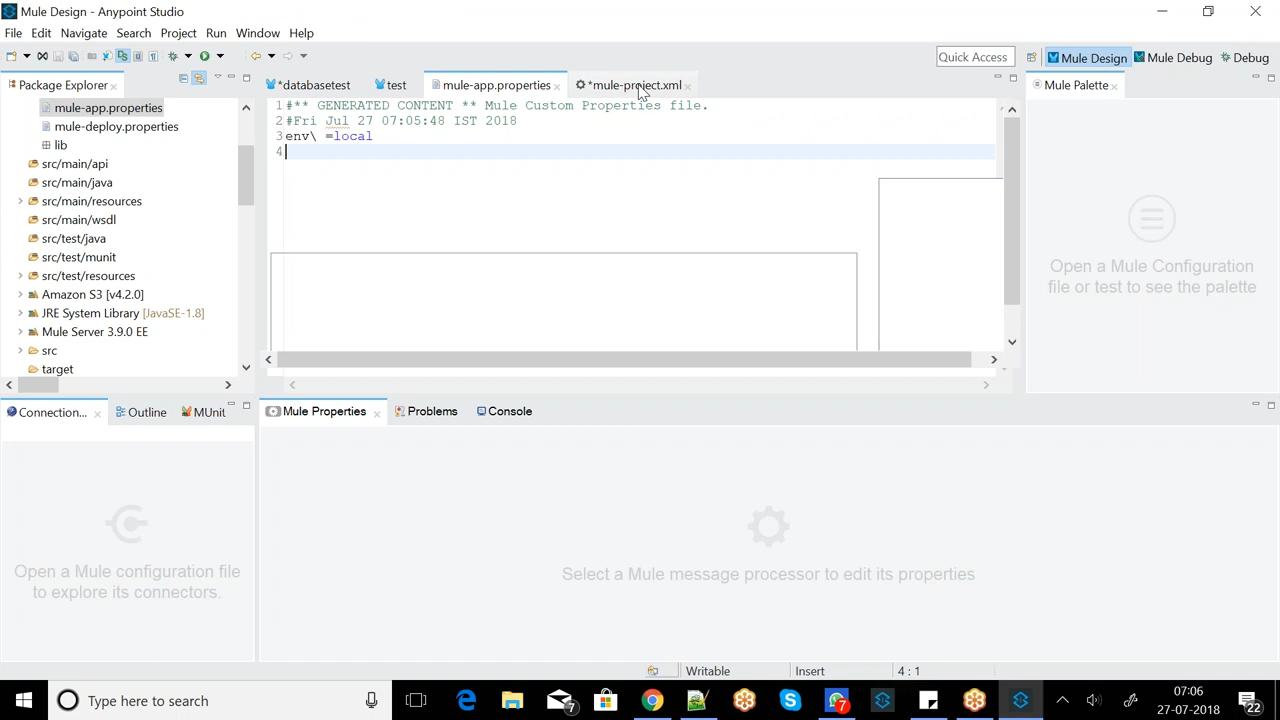 Mule Design - Anypoint Studio
File Edit Navigate Search Project Run Window Help
Quick Access
Mule Design
Mule Debug
Debug
Package Explorer
*databasetest
test
mule-app.properties
*mule-project.xml
Mule Palette
mule-app.properties
mule-deploy.properties
lib
src/main/api
src/main/java
src/main/resources
src/main/wsdl
src/test/java
src/test/munit
src/test/resources
Amazon S3 [v4.2.0]
JRE System Library [JavaSE-1.8]
Mule Server 3.9.0 EE
src
target
1 #** GENERATED CONTENT ** Mule Custom Properties file.
2 #Fri Jul 27 07:05:48 IST 2018
3 env\ =local
4
Open a Mule Configuration
file or test to see the palette
Connection...
Outline
MUnit
Mule Properties
Problems
Console
Open a Mule configuration file
to explore its connectors.
Select a Mule message processor to edit its properties
Writable
Insert
4 : 1
Type here to search
7
7
07:06
27-07-2018
22